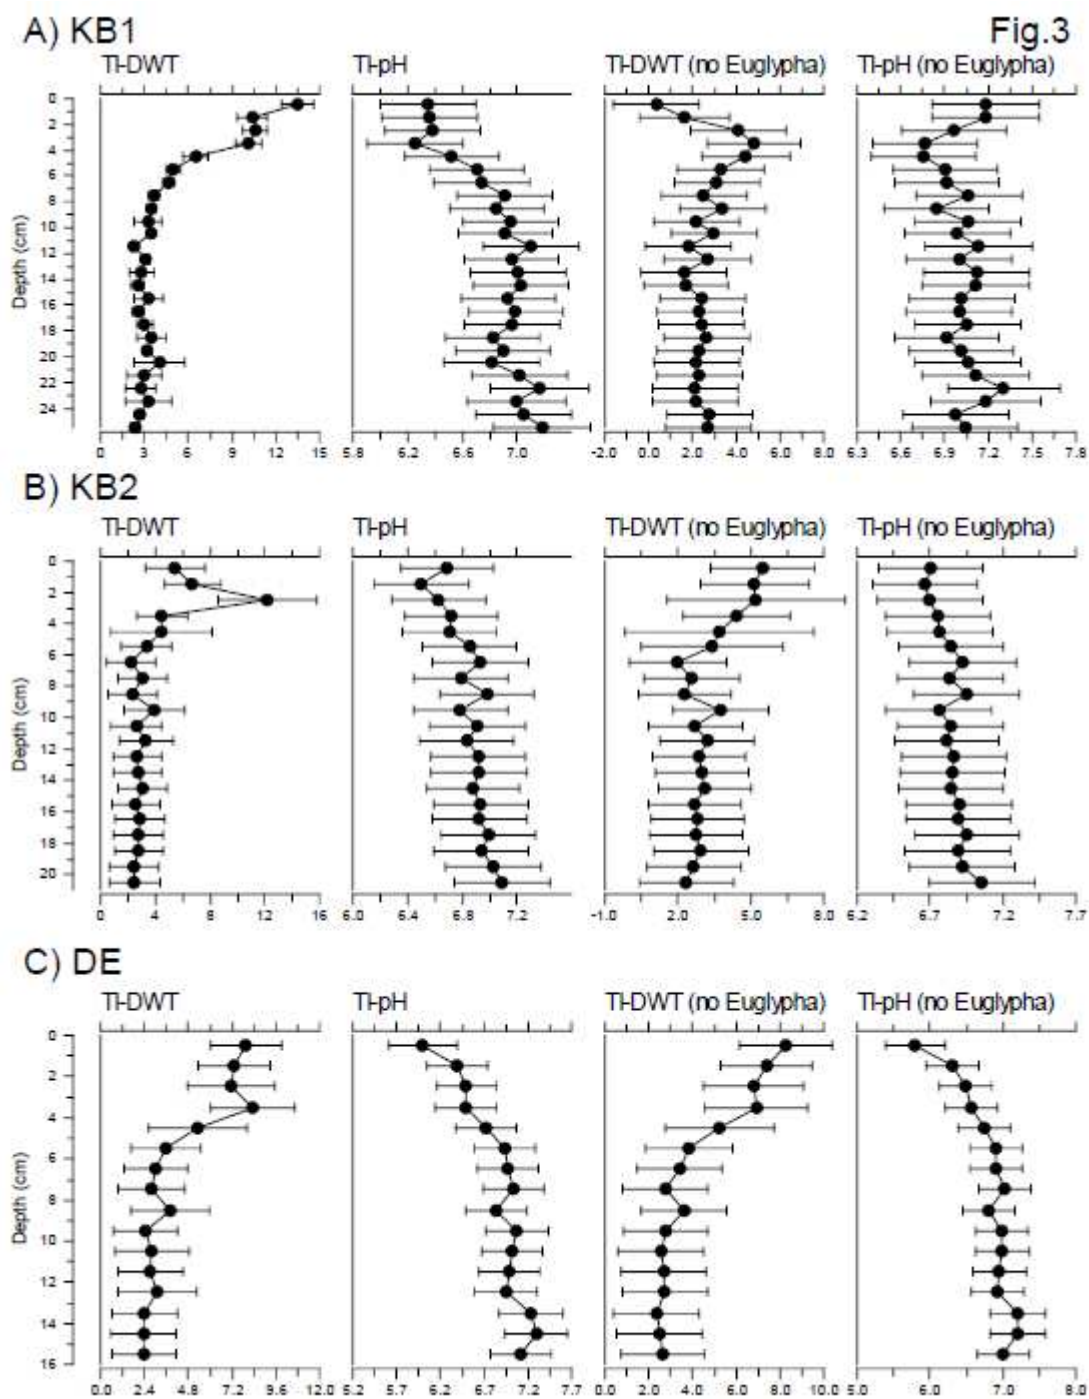 A) KB1 Fig.3
TI-DWT TI-pH TI-DWT (no Euglypha) TI-pH (no Euglypha)
0
2
4
6
8
10
12
14
16
18
20
22
24
Depth (cm)
0 3 6 9 12 15 5.8 6.2 6.6 7.0 -2.0 0.0 2.0 4.0 6.0 8.0 6.3 6.6 6.9 7.2 7.5 7.8
B) KB2
TI-DWT TI-pH TI-DWT (no Euglypha) TI-pH (no Euglypha)
0
2
4
6
8
10
12
14
16
18
20
Depth (cm)
0 4 8 12 16 6.0 6.4 6.8 7.2 -1.0 2.0 5.0 8.0 6.2 6.7 7.2 7.7
C) DE
TI-DWT TI-pH TI-DWT (no Euglypha) TI-pH (no Euglypha)
0
2
4
6
8
10
12
14
16
Depth (cm)
0.0 2.4 4.8 7.2 9.6 12.0 5.2 5.7 6.2 6.7 7.2 7.7 0.0 2.0 4.0 6.0 8.0 10.0 5.0 6.0 7.0 8.0